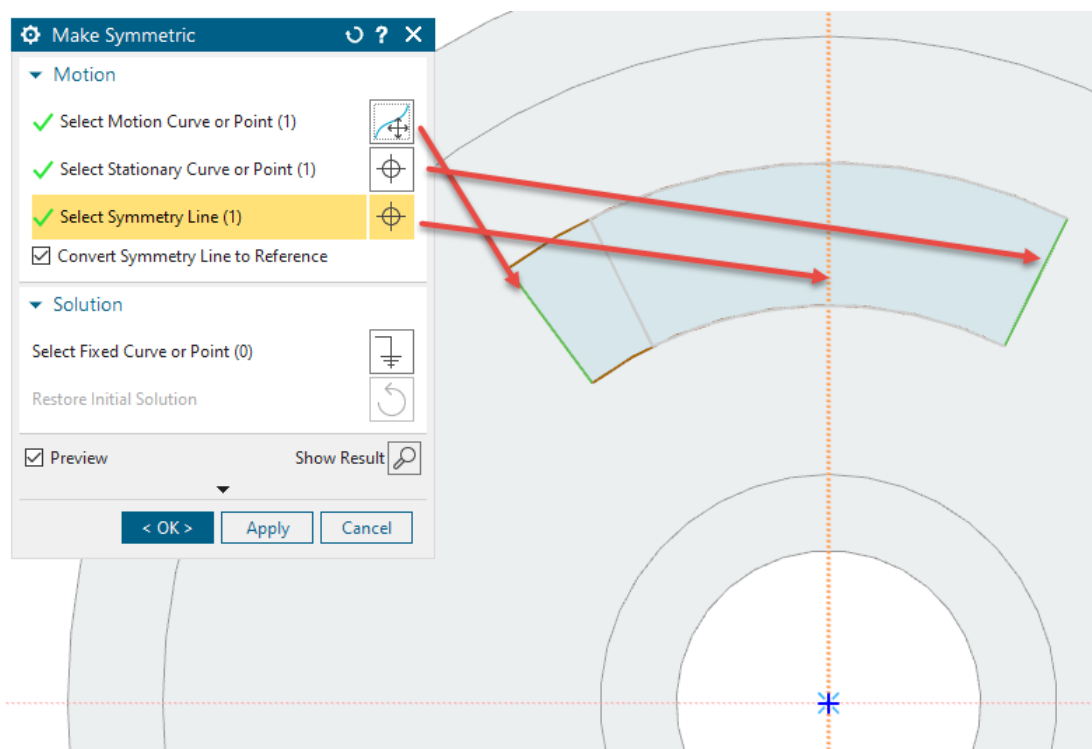 Make Symmetric
Motion
Select Motion Curve or Point (1)
Select Stationary Curve or Point (1)
Select Symmetry Line (1)
Convert Symmetry Line to Reference
Solution
Select Fixed Curve or Point (0)
Restore Initial Solution
Preview Show Result
< OK > Apply Cancel